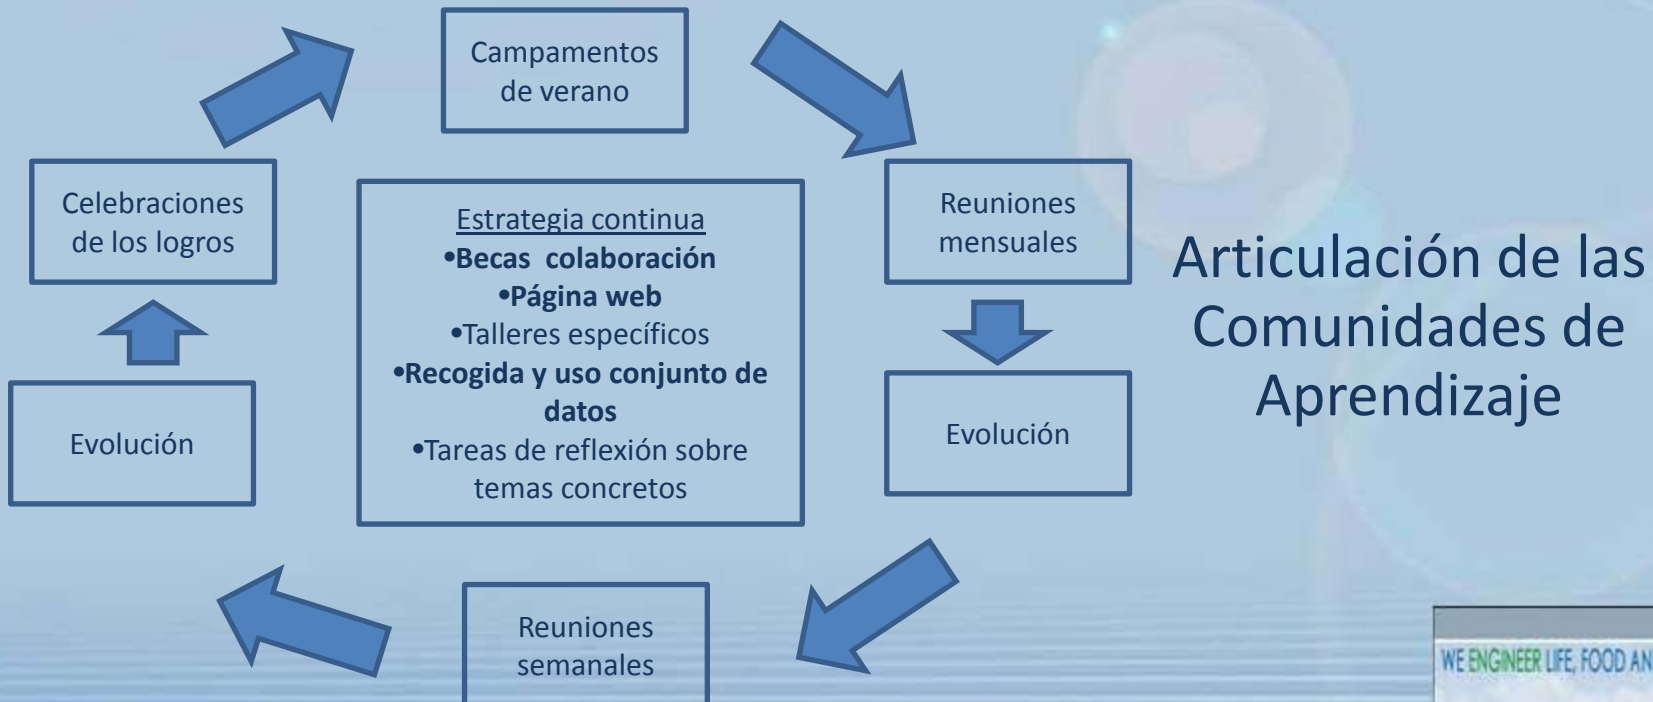 Campamentos
de verano
Celebraciones
de los logros
Reuniones
mensuales
Estrategia continua
•Becas  colaboración
•Página web
•Talleres específicos
•Recogida y uso conjunto de
datos
•Tareas de reflexión sobre
temas concretos
Articulación de las
Comunidades de
Aprendizaje
Evolución
Evolución
Reuniones
semanales
WE ENGINEER LIFE, FOOD AN